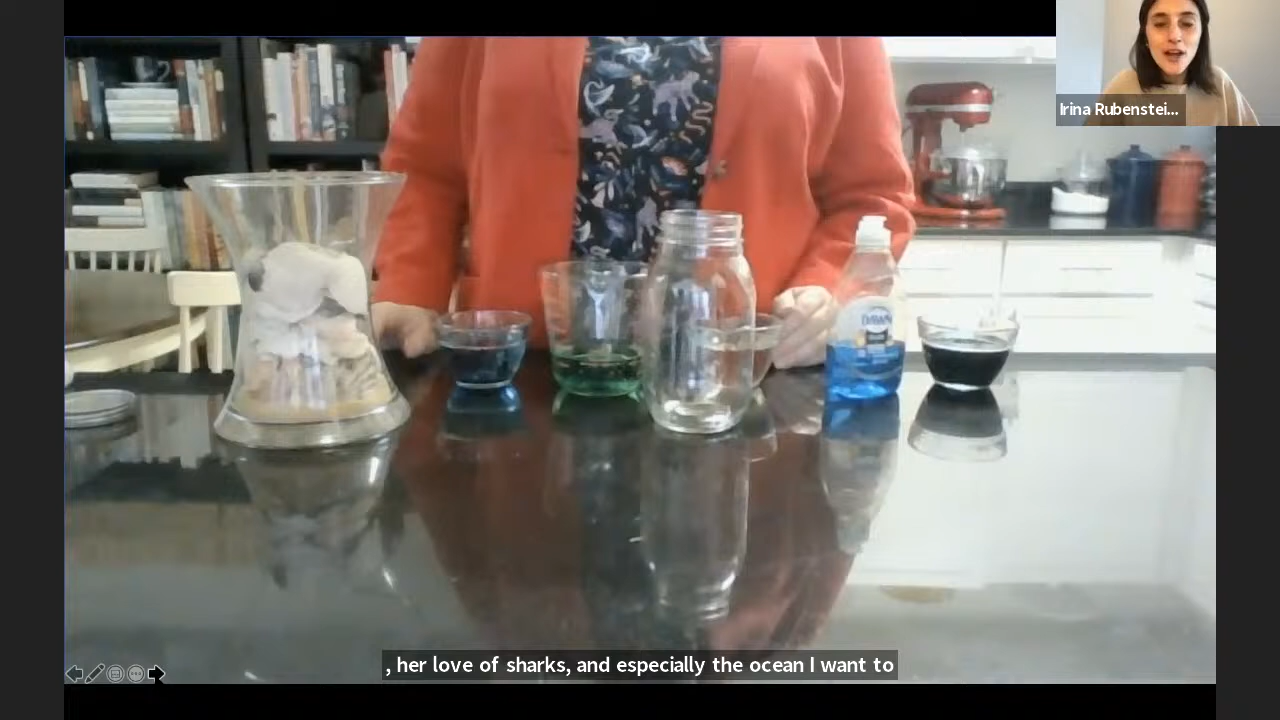 Irina Rubenstei...
DAWN
, her love of sharks, and especially the ocean I want to